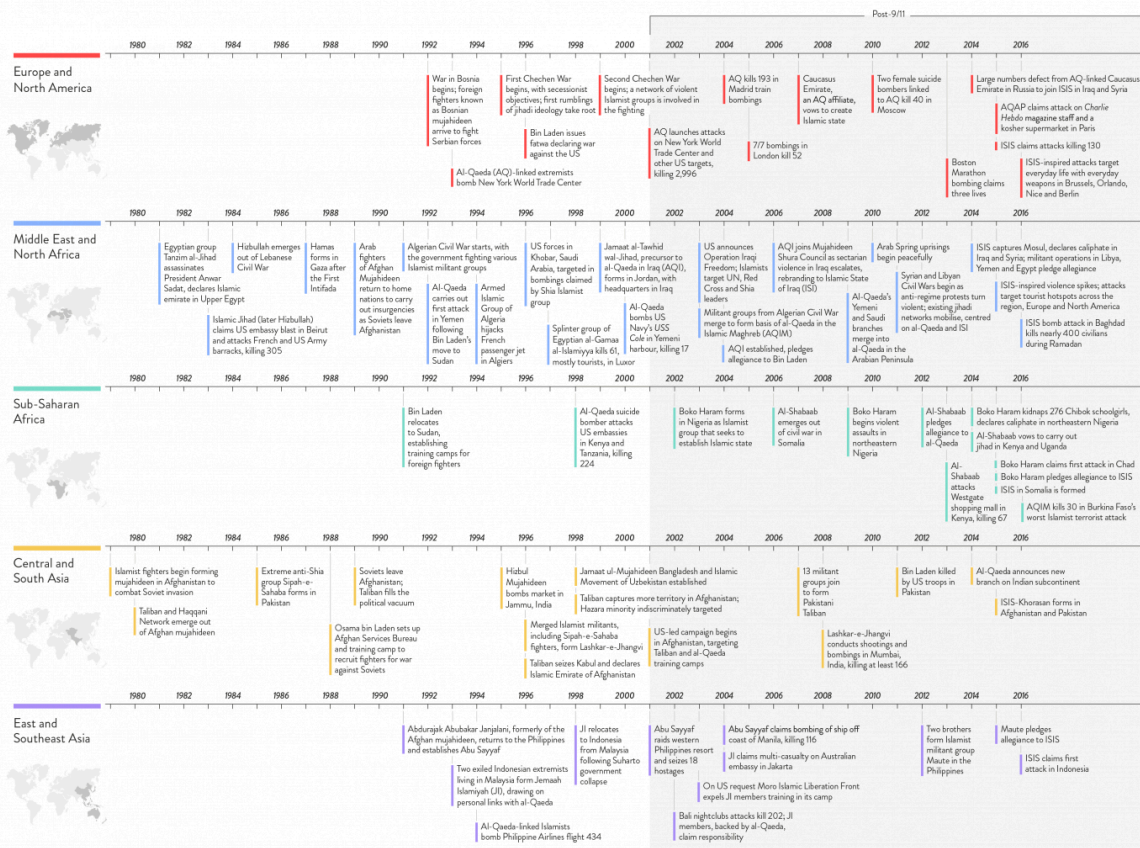 Post-9/11
1980 1982 1984 1986 1988 1990 1992 1994 1996 1998 2000 2002 2004 2006 2008 2010 2012 2014 2016
Europe and
North America
War in Bosnia
begins; foreign
fighters known
as Bosnian
mujahideen
arrive to fight
Serbian forces
Al-Qaeda (AQ)-linked extremists
bomb New York World Trade Center
First Chechen War
begins, with secessionist
objectives; first rumblings
of jihadi ideology take root
Bin Laden issues
fatwa declaring war
against the US
Second Chechen War
begins; a network of violent
Islamist groups is involved in
the fighting
AQ launches attacks
on New York World
Trade Center and
other US targets,
killing 2,996
AQ kills 193 in
Madrid train
bombings
7/7 bombings in
London kill 52
Caucasus
Emirate,
an AQ affiliate,
vows to create
Islamic state
Two female suicide
bombers linked
to AQ kill 40 in
Moscow
Boston
Marathon
bombing claims
three lives
Large numbers defect from AQ-linked Caucasus
Emirate in Russia to join ISIS in Iraq and Syria
AQAP claims attack on Charlie
Hebdo magazine staff and a
kosher supermarket in Paris
ISIS claims attacks killing 130
ISIS-inspired attacks target
everyday life with everyday
weapons in Brussels, Orlando,
Nice and Berlin
1980 1982 1984 1986 1988 1990 1992 1994 1996 1998 2000 2002 2004 2006 2008 2010 2012 2014 2016
Middle East and
North Africa
Egyptian group
Tanzim al-Jihad
assassinates
President Anwar
Sadat, declares Islamic
emirate in Upper Egypt
Islamic Jihad (later Hizbullah)
claims US embassy blast in Beirut
and attacks French and US Army
barracks, killing 305
Hizbullah emerges
out of Lebanese
Civil War
Hamas
forms in
Gaza after
the First
Intifada
Arab
fighters
of Afghan
Mujahideen
return to home
nations to carry
out insurgencies
as Soviets leave
Afghanistan
Algerian Civil War starts, with
the government fighting various
Islamist militant groups
Al-Qaeda
carries out
first attack
in Yemen
following
Bin Laden's
move to
Sudan
Armed
Islamic
Group of
Algeria
hijacks
French
passenger jet
in Algiers
US forces in
Khobar, Saudi
Arabia, targeted in
bombings claimed
by Shia Islamist
group
Splinter group of
Egyptian al-Gamaa
al-Islamiyya kills 61,
mostly tourists, in Luxor
Jamaat al-Tawhid
wal-Jihad, precursor to
al-Qaeda in Iraq (AQI),
forms in Jordan, with
headquarters in Iraq
Al-Qaeda
bombs US
Navy's USS
Cole in Yemeni
harbour, killing 17
US announces
Operation Iraqi
Freedom; Islamists
target UN, Red
Cross and Shia
leaders
Militant groups from Algerian Civil War
merge to form basis of al-Qaeda in the
Islamic Maghreb (AQIM)
AQI established, pledges
allegiance to Bin Laden
AQI joins Mujahideen
Shura Council as sectarian
violence in Iraq escalates,
rebranding to Islamic State
of Iraq (ISI)
Al-Qaeda's
Yemeni
and Saudi
branches
merge into
al-Qaeda in the
Arabian Peninsula
Arab Spring uprisings
begin peacefully
Syrian and Libyan
Civil Wars begin as
anti-regime protests turn
violent; existing jihadi
networks mobilise, centred
on al-Qaeda and ISI
ISIS captures Mosul, declares caliphate in
Iraq and Syria; military operations in Libya,
Yemen and Egypt pledge allegiance
ISIS-inspired violence spikes; attacks
target tourist hotspots across the
region, Europe and North America
ISIS bomb attack in Baghdad
kills nearly 400 civilians
during Ramadan
1980 1982 1984 1986 1988 1990 1992 1994 1996 1998 2000 2002 2004 2006 2008 2010 2012 2014 2016
Sub-Saharan
Africa
Bin Laden
relocates
to Sudan,
establishing
training camps for
foreign fighters
Al-Qaeda suicide
bomber attacks
US embassies
in Kenya and
Tanzania, killing
224
Boko Haram forms
in Nigeria as Islamist
group that seeks to
establish Islamic state
Al-Shabaab
emerges out
of civil war in
Somalia
Boko Haram
begins violent
assaults in
northeastern
Nigeria
Al-Shabaab
pledges
allegiance to
al-Qaeda
Al-
Shabaab
attacks
Westgate
shopping mall in
Kenya, killing 67
Boko Haram kidnaps 276 Chibok schoolgirls,
declares caliphate in northeastern Nigeria
Al-Shabaab vows to carry out
jihad in Kenya and Uganda
Boko Haram claims first attack in Chad
Boko Haram pledges allegiance to ISIS
ISIS in Somalia is formed
AQIM kills 30 in Burkina Faso's
worst Islamist terrorist attack
1980 1982 1984 1986 1988 1990 1992 1994 1996 1998 2000 2002 2004 2006 2008 2010 2012 2014 2016
Central and
South Asia
Islamist fighters begin forming
mujahideen in Afghanistan to
combat Soviet invasion
Taliban and Haqqani
Network emerge out
of Afghan mujahideen
Extreme anti-Shia
group Sipah-e-
Sahaba forms in
Pakistan
Osama bin Laden sets up
Afghan Services Bureau
and training camp to
recruit fighters for war
against Soviets
Soviets leave
Afghanistan;
Taliban fills the
political vacuum
Hizbul
Mujahideen
bombs market in
Jammu, India
Merged Islamist militants,
including Sipah-e-Sahaba
fighters, form Lashkar-e-Jhangvi
Taliban seizes Kabul and declares
Islamic Emirate of Afghanistan
Jamaat ul-Mujahideen Bangladesh and Islamic
Movement of Uzbekistan established
Taliban captures more territory in Afghanistan;
Hazara minority indiscriminately targeted
US-led campaign begins
in Afghanistan, targeting
Taliban and al-Qaeda
training camps
13 militant
groups join
to form
Pakistani
Taliban
Lashkar-e-Jhangvi
conducts shootings and
bombings in Mumbai,
India, killing at least 166
Bin Laden killed
by US troops in
Pakistan
Al-Qaeda announces new
branch on Indian subcontinent
ISIS-Khorasan forms in
Afghanistan and Pakistan
1980 1982 1984 1986 1988 1990 1992 1994 1996 1998 2000 2002 2004 2006 2008 2010 2012 2014 2016
East and
Southeast Asia
Abdurajak Abubakar Janjalani, formerly of the
Afghan mujahideen, returns to the Philippines
and establishes Abu Sayyaf
Two exiled Indonesian extremists
living in Malaysia form Jemaah
Islamiyah (JI), drawing on
personal links with al-Qaeda
Al-Qaeda-linked Islamists
bomb Philippine Airlines flight 434
JI relocates
to Indonesia
from Malaysia
following Suharto
government
collapse
Abu Sayyaf
raids western
Philippines resort
and seizes 18
hostages
Bali nightclubs attacks kill 202; JI
members, backed by al-Qaeda,
claim responsibility
Abu Sayyaf claims bombing of ship off
coast of Manila, killing 116
JI claims multi-casualty on Australian
embassy in Jakarta
On US request Moro Islamic Liberation Front
expels JI members training in its camp
Two brothers
form Islamist
militant group
Maute in the
Philippines
Maute pledges
allegiance to ISIS
ISIS claims first
attack in Indonesia